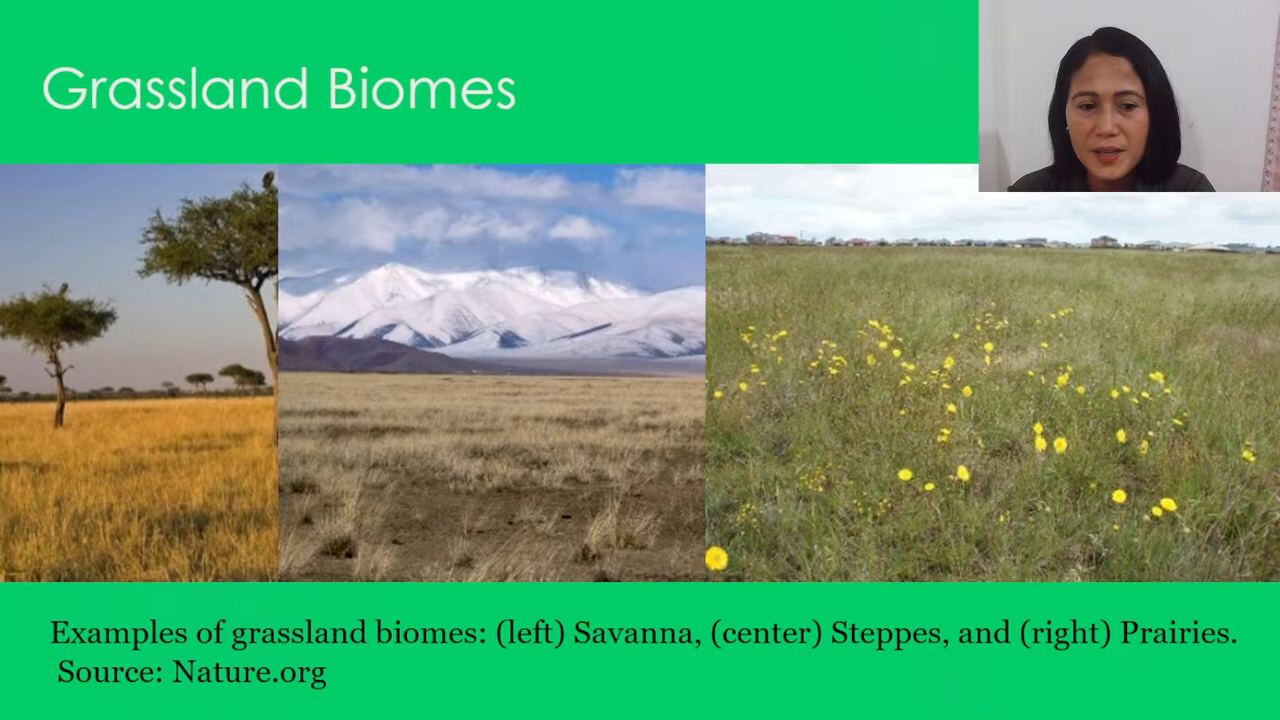 Grassland Biomes
Examples of grassland biomes: (left) Savanna, (center) Steppes, and (right) Prairies.
Source: Nature.org